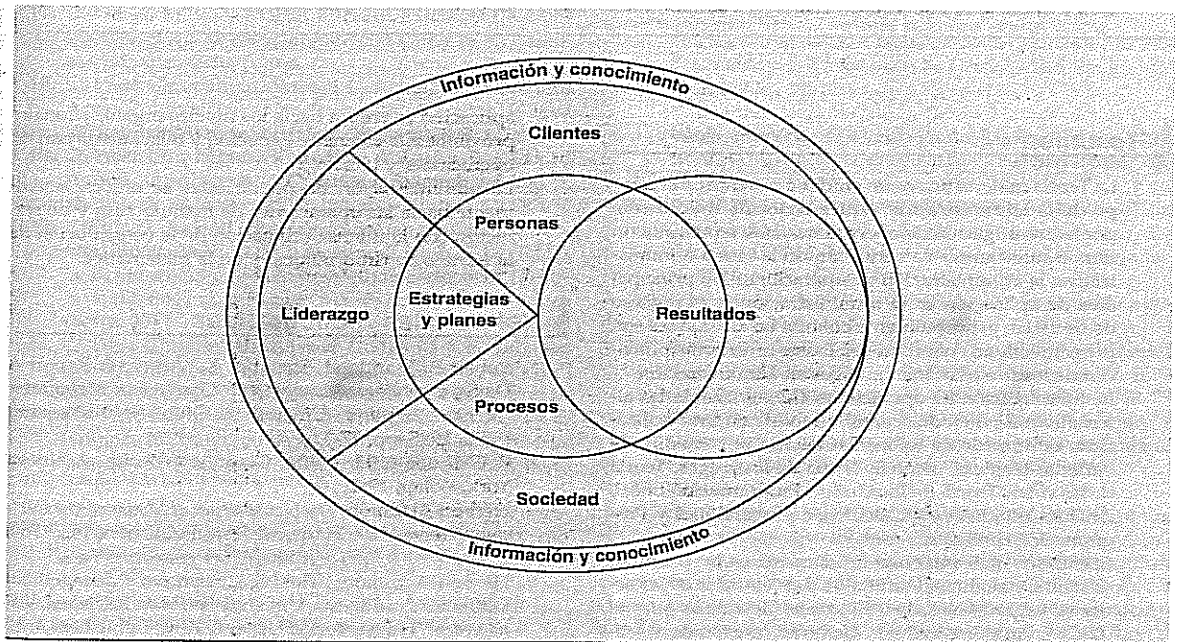 Información y conocimiento
Clientes
Personas
Liderazgo
Estrategias
y planes
Resultados
Procesos
Sociedad
Información y conocimiento